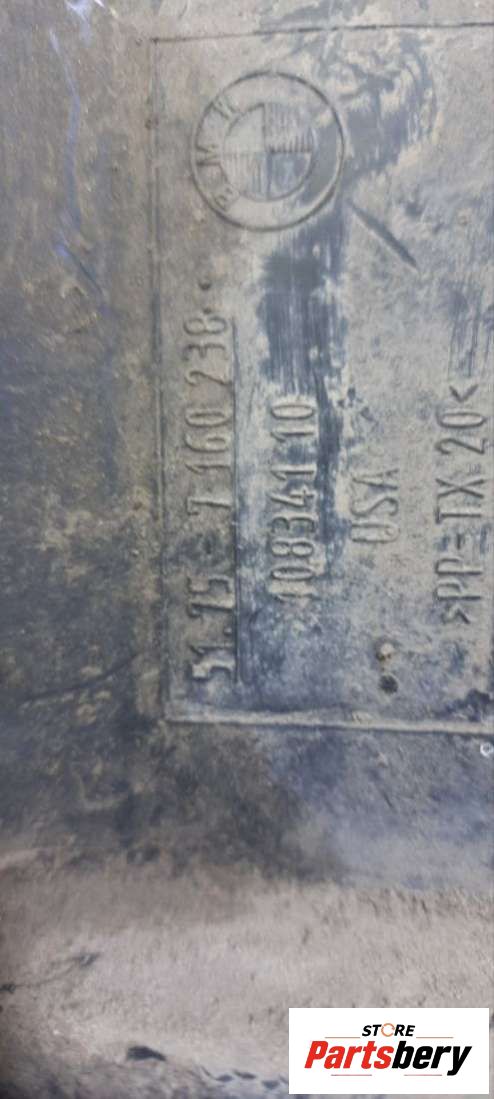 BMW
51.75 - 7 160 238
10834110
USA
>PP-TX 20<
STORE
Partsbery